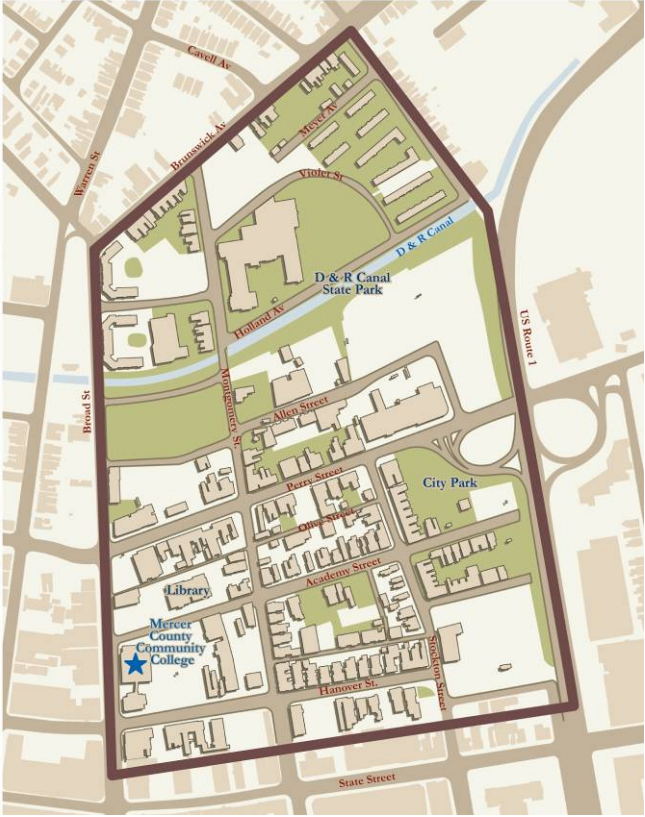 Cavell Av
Meyer Av
Brunswick Av
Warren St
Violet St
D & R Canal
D & R Canal
State Park
Holland Av
US Route 1
Montgomery St.
Broad St
Allen Street
Perry Street
City Park
Olive Street
Academy Street
Library
Mercer
County
Community
College
Stockton Street
Hanover St.
State Street